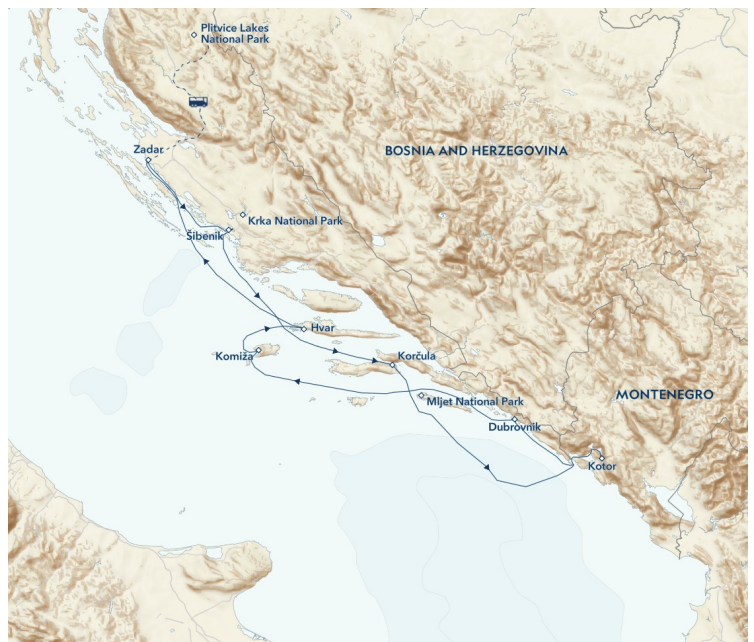 Plitvice Lakes
National Park
Zadar
BOSNIA AND HERZEGOVINA
Krka National Park
Šibenik
Hvar
Komiža
Korčula
MONTENEGRO
Mljet National Park
Dubrovnik
Kotor